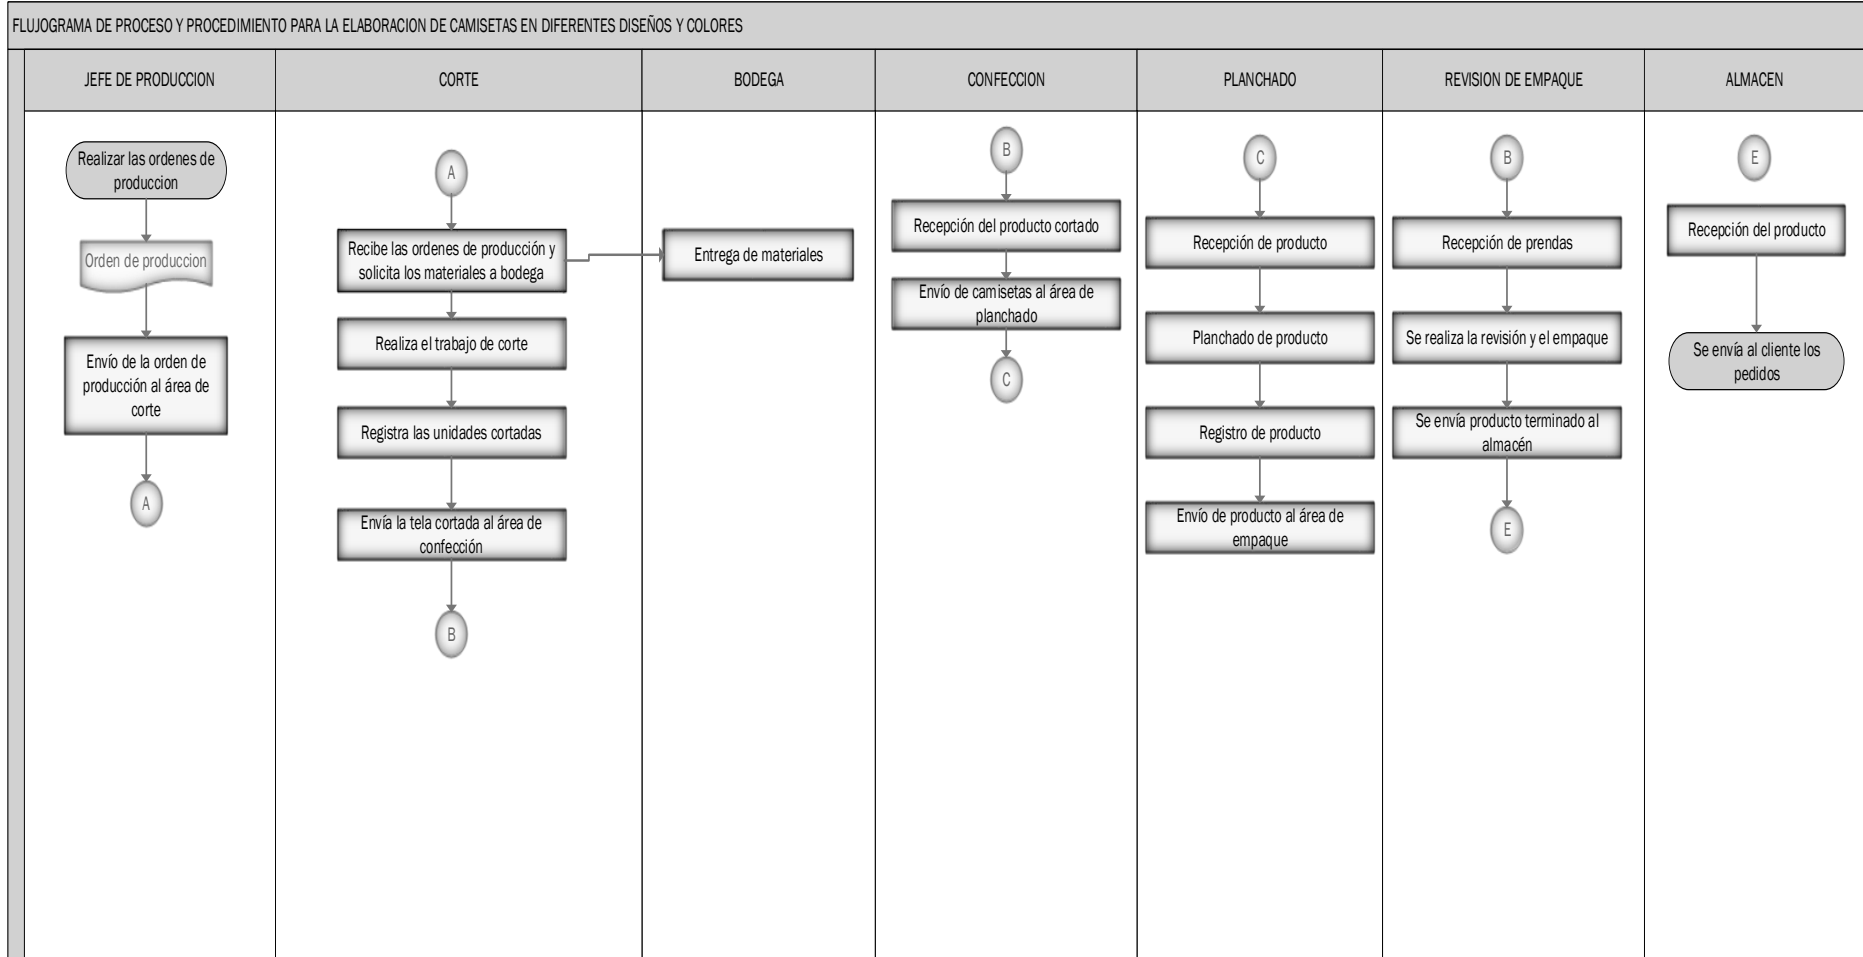 FLUJOGRAMA DE PROCESO Y PROCEDIMIENTO PARA LA ELABORACION DE CAMISETAS EN DIFERENTES DISEÑOS Y COLORES
JEFE DE PRODUCCION
CORTE
BODEGA
CONFECCION
PLANCHADO
REVISION DE EMPAQUE
ALMACEN
Realizar las ordenes de
produccion
Orden de produccion
Envío de la orden de
producción al área de
corte
A
A
Recibe las ordenes de producción y
solicita los materiales a bodega
Realiza el trabajo de corte
Registra las unidades cortadas
Envía la tela cortada al área de
confección
B
Entrega de materiales
B
Recepción del producto cortado
Envío de camisetas al área de
planchado
C
C
Recepción de producto
Planchado de producto
Registro de producto
Envío de producto al área de
empaque
B
Recepción de prendas
Se realiza la revisión y el empaque
Se envía producto terminado al
almacén
E
E
Recepción del producto
Se envía al cliente los
pedidos